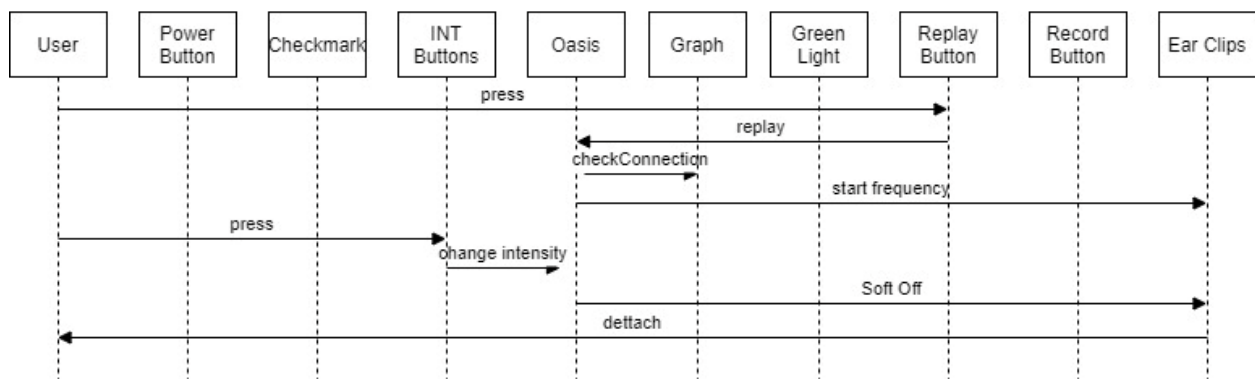 User
Power
Button
Checkmark
INT
Buttons
Oasis
Graph
Green
Light
Replay
Button
Record
Button
Ear Clips
press
replay
checkConnection
start frequency
press
change intensity
Soft Off
dettach